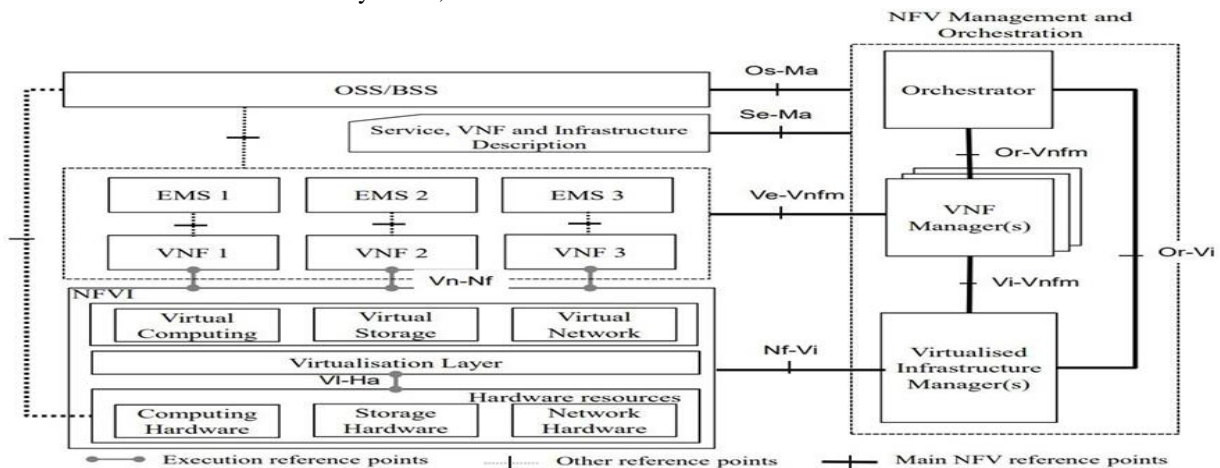 NFV Management and
Orchestration
Os-Ma
OSS/BSS
Orchestrator
Se-Ma
Service, VNF and Infrastructure
Description
Or-Vnfm
EMS 1
EMS 2
EMS 3
Ve-Vnfm
VNF
Manager(s)
VNF 1
VNF 2
VNF 3
Or-Vi
Vn-Nf
Vi-Vnfm
NFVI
Virtual
Computing
Virtual
Storage
Virtual
Network
Nf-Vi
Virtualised
Infrastructure
Manager(s)
Virtualisation Layer
Vl-Ha
Hardware resources
Computing
Hardware
Storage
Hardware
Network
Hardware
Execution reference points
Other reference points
Main NFV reference points